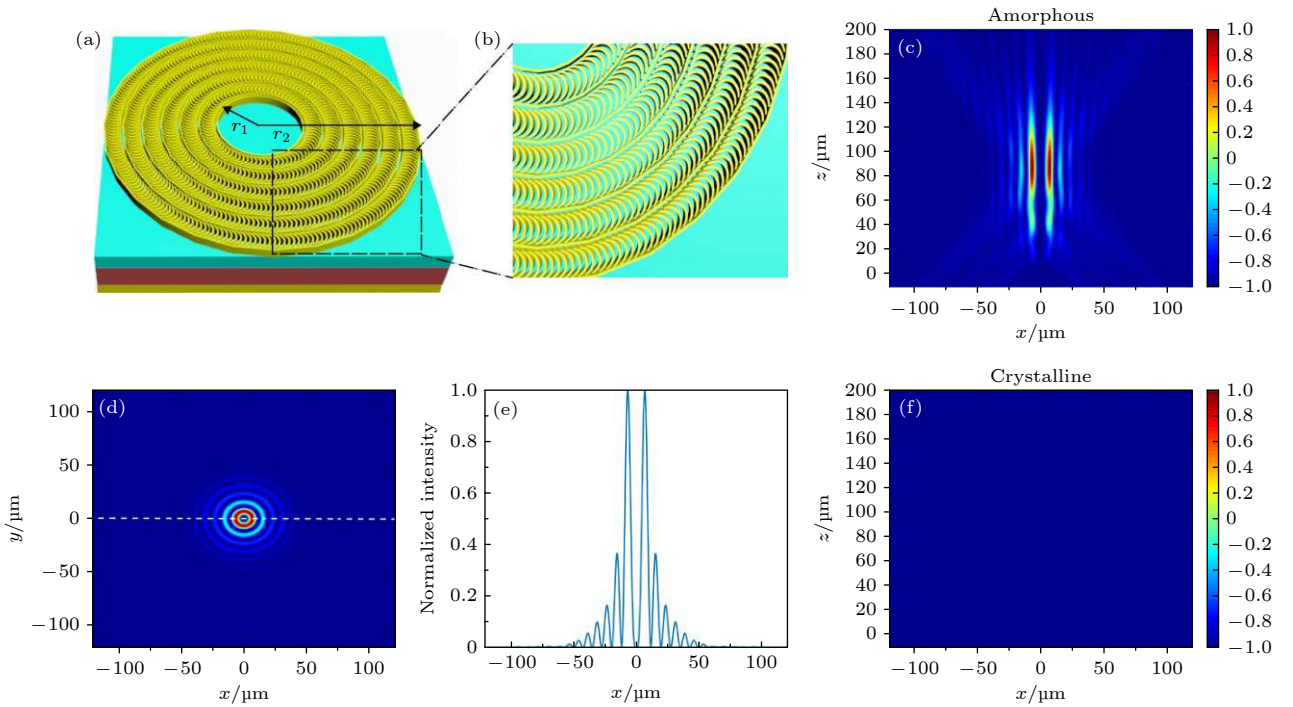 (a)
r1
r2
(b)
Amorphous
(c)
200
180
160
140
120
100
80
60
40
20
0
z/µm
−100 −50 0 50 100
x/µm
1.0
0.8
0.6
0.4
0.2
0
−0.2
−0.4
−0.6
−0.8
−1.0
(d)
100
50
0
−50
−100
y/µm
−100 −50 0 50 100
x/µm
(e)
1.0
0.8
0.6
0.4
0.2
0
Normalized intensity
−100 −50 0 50 100
x/µm
Crystalline
(f)
200
180
160
140
120
100
80
60
40
20
0
z/µm
−100 −50 0 50 100
x/µm
1.0
0.8
0.6
0.4
0.2
0
−0.2
−0.4
−0.6
−0.8
−1.0